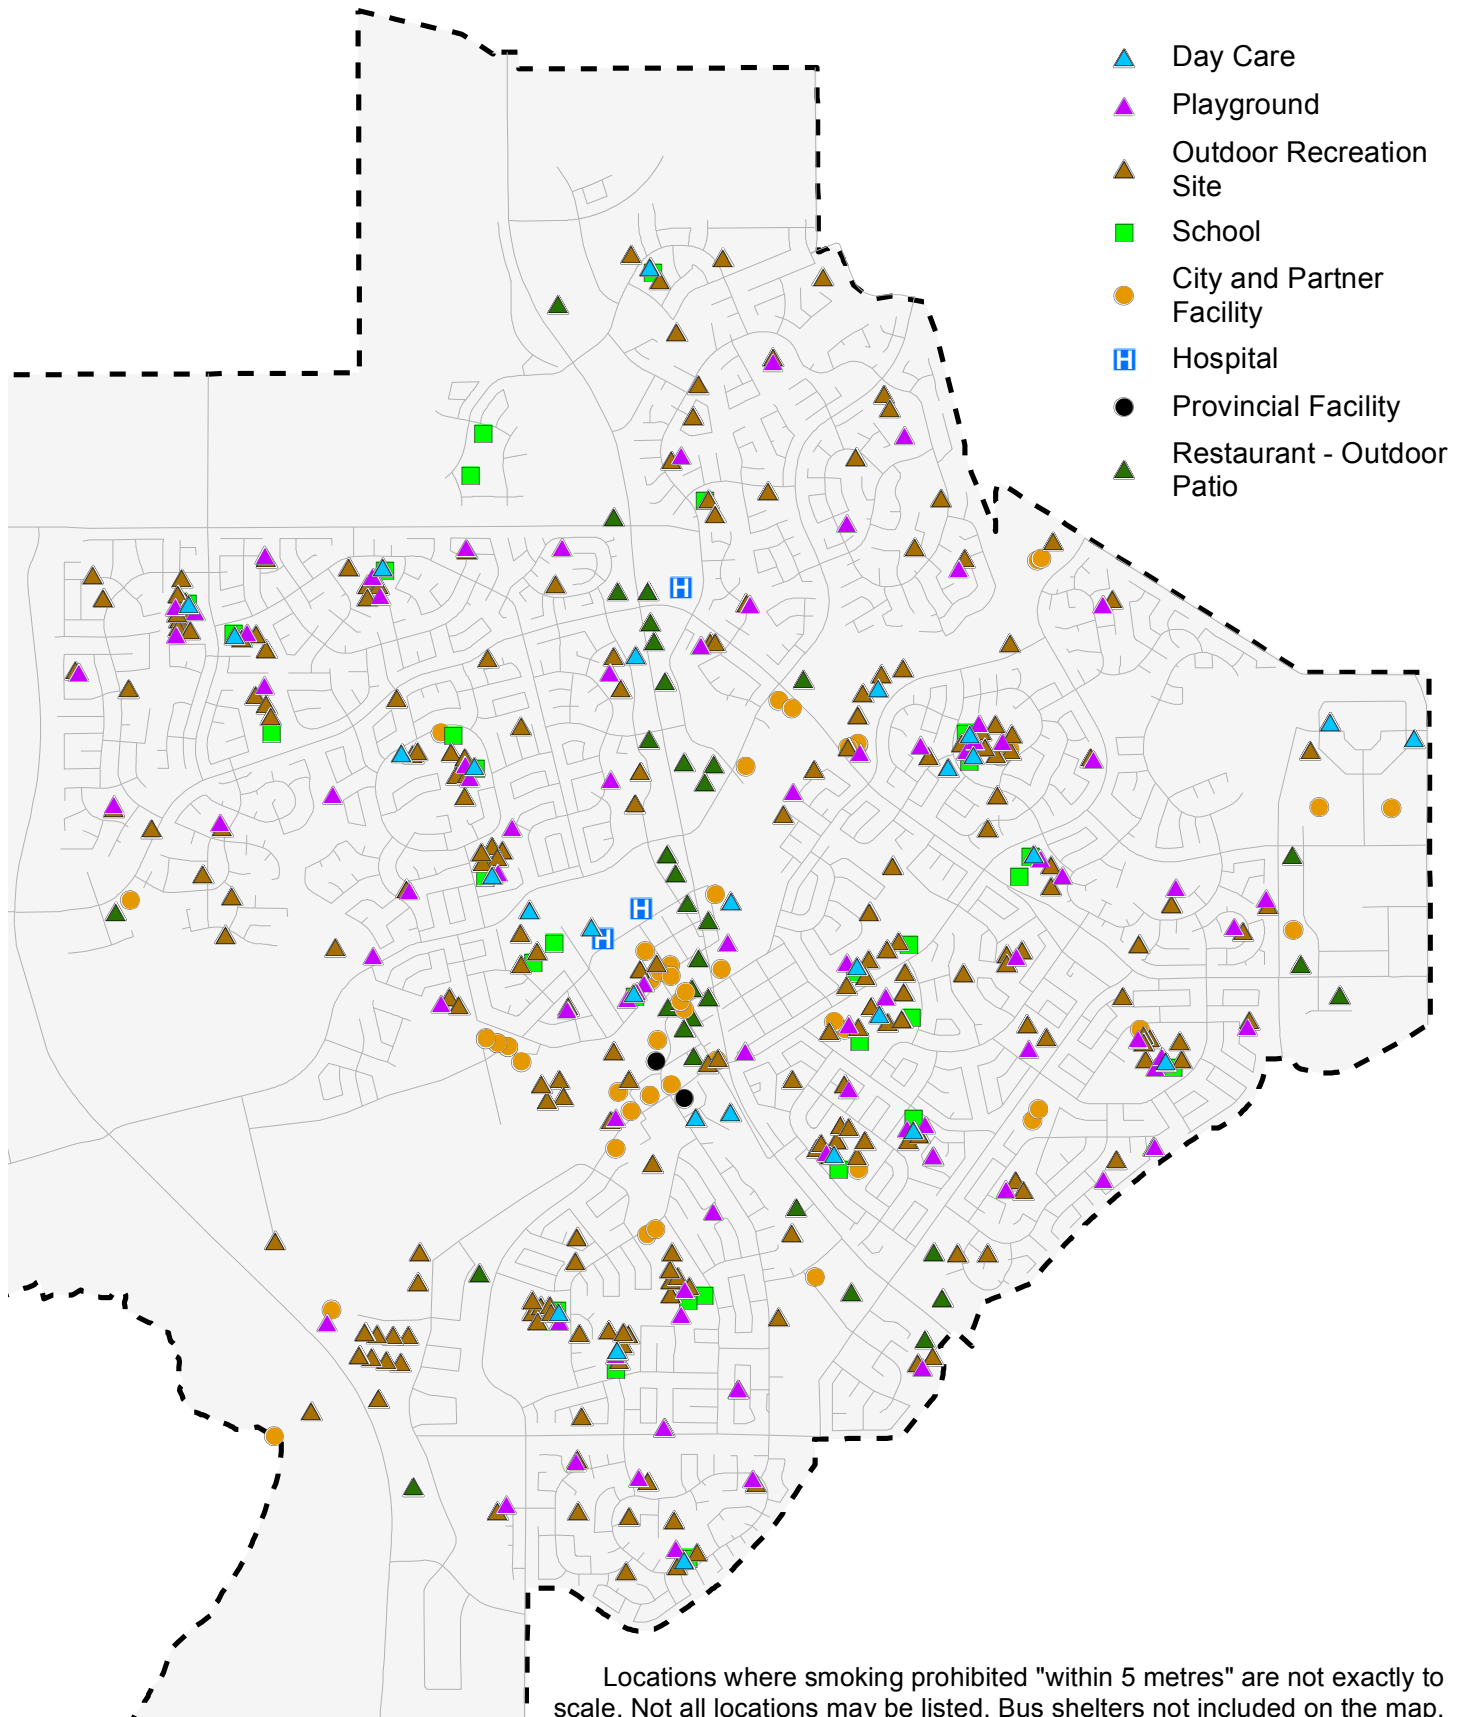 Day Care
Playground
Outdoor Recreation
Site
School
City and Partner
Facility
H Hospital
Provincial Facility
Restaurant - Outdoor
Patio
H
H
H
Locations where smoking prohibited "within 5 metres" are not exactly to
scale. Not all locations may be listed. Bus shelters not included on the map.